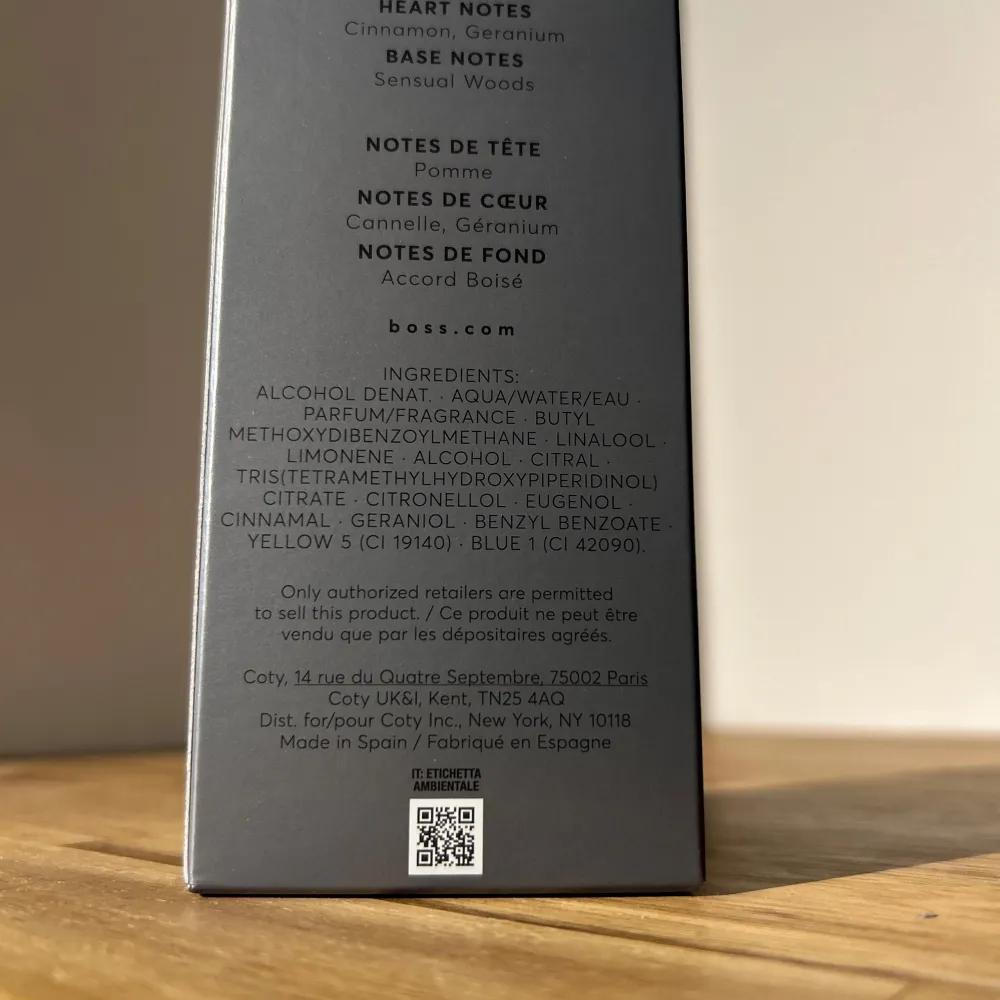 HEART NOTES
Cinnamon, Geranium
BASE NOTES
Sensual Woods
NOTES DE TÊTE
Pomme
NOTES DE CŒUR
Cannelle, Géranium
NOTES DE FOND
Accord Boisé
boss.com
INGREDIENTS:
ALCOHOL DENAT. · AQUA/WATER/EAU ·
PARFUM/FRAGRANCE · BUTYL
METHOXYDIBENZOYLMETHANE · LINALOOL ·
LIMONENE · ALCOHOL · CITRAL ·
TRIS(TETRAMETHYLHYDROXYPIPERIDINOL)
CITRATE · CITRONELLOL · EUGENOL ·
CINNAMAL · GERANIOL · BENZYL BENZOATE ·
YELLOW 5 (CI 19140) · BLUE 1 (CI 42090).
Only authorized retailers are permitted
to sell this product. / Ce produit ne peut être
vendu que par les dépositaires agréés.
Coty, 14 rue du Quatre Septembre, 75002 Paris
Coty UK&I, Kent, TN25 4AQ
Dist. for/pour Coty Inc., New York, NY 10118
Made in Spain / Fabriqué en Espagne
IT: ETICHETTA
AMBIENTALE